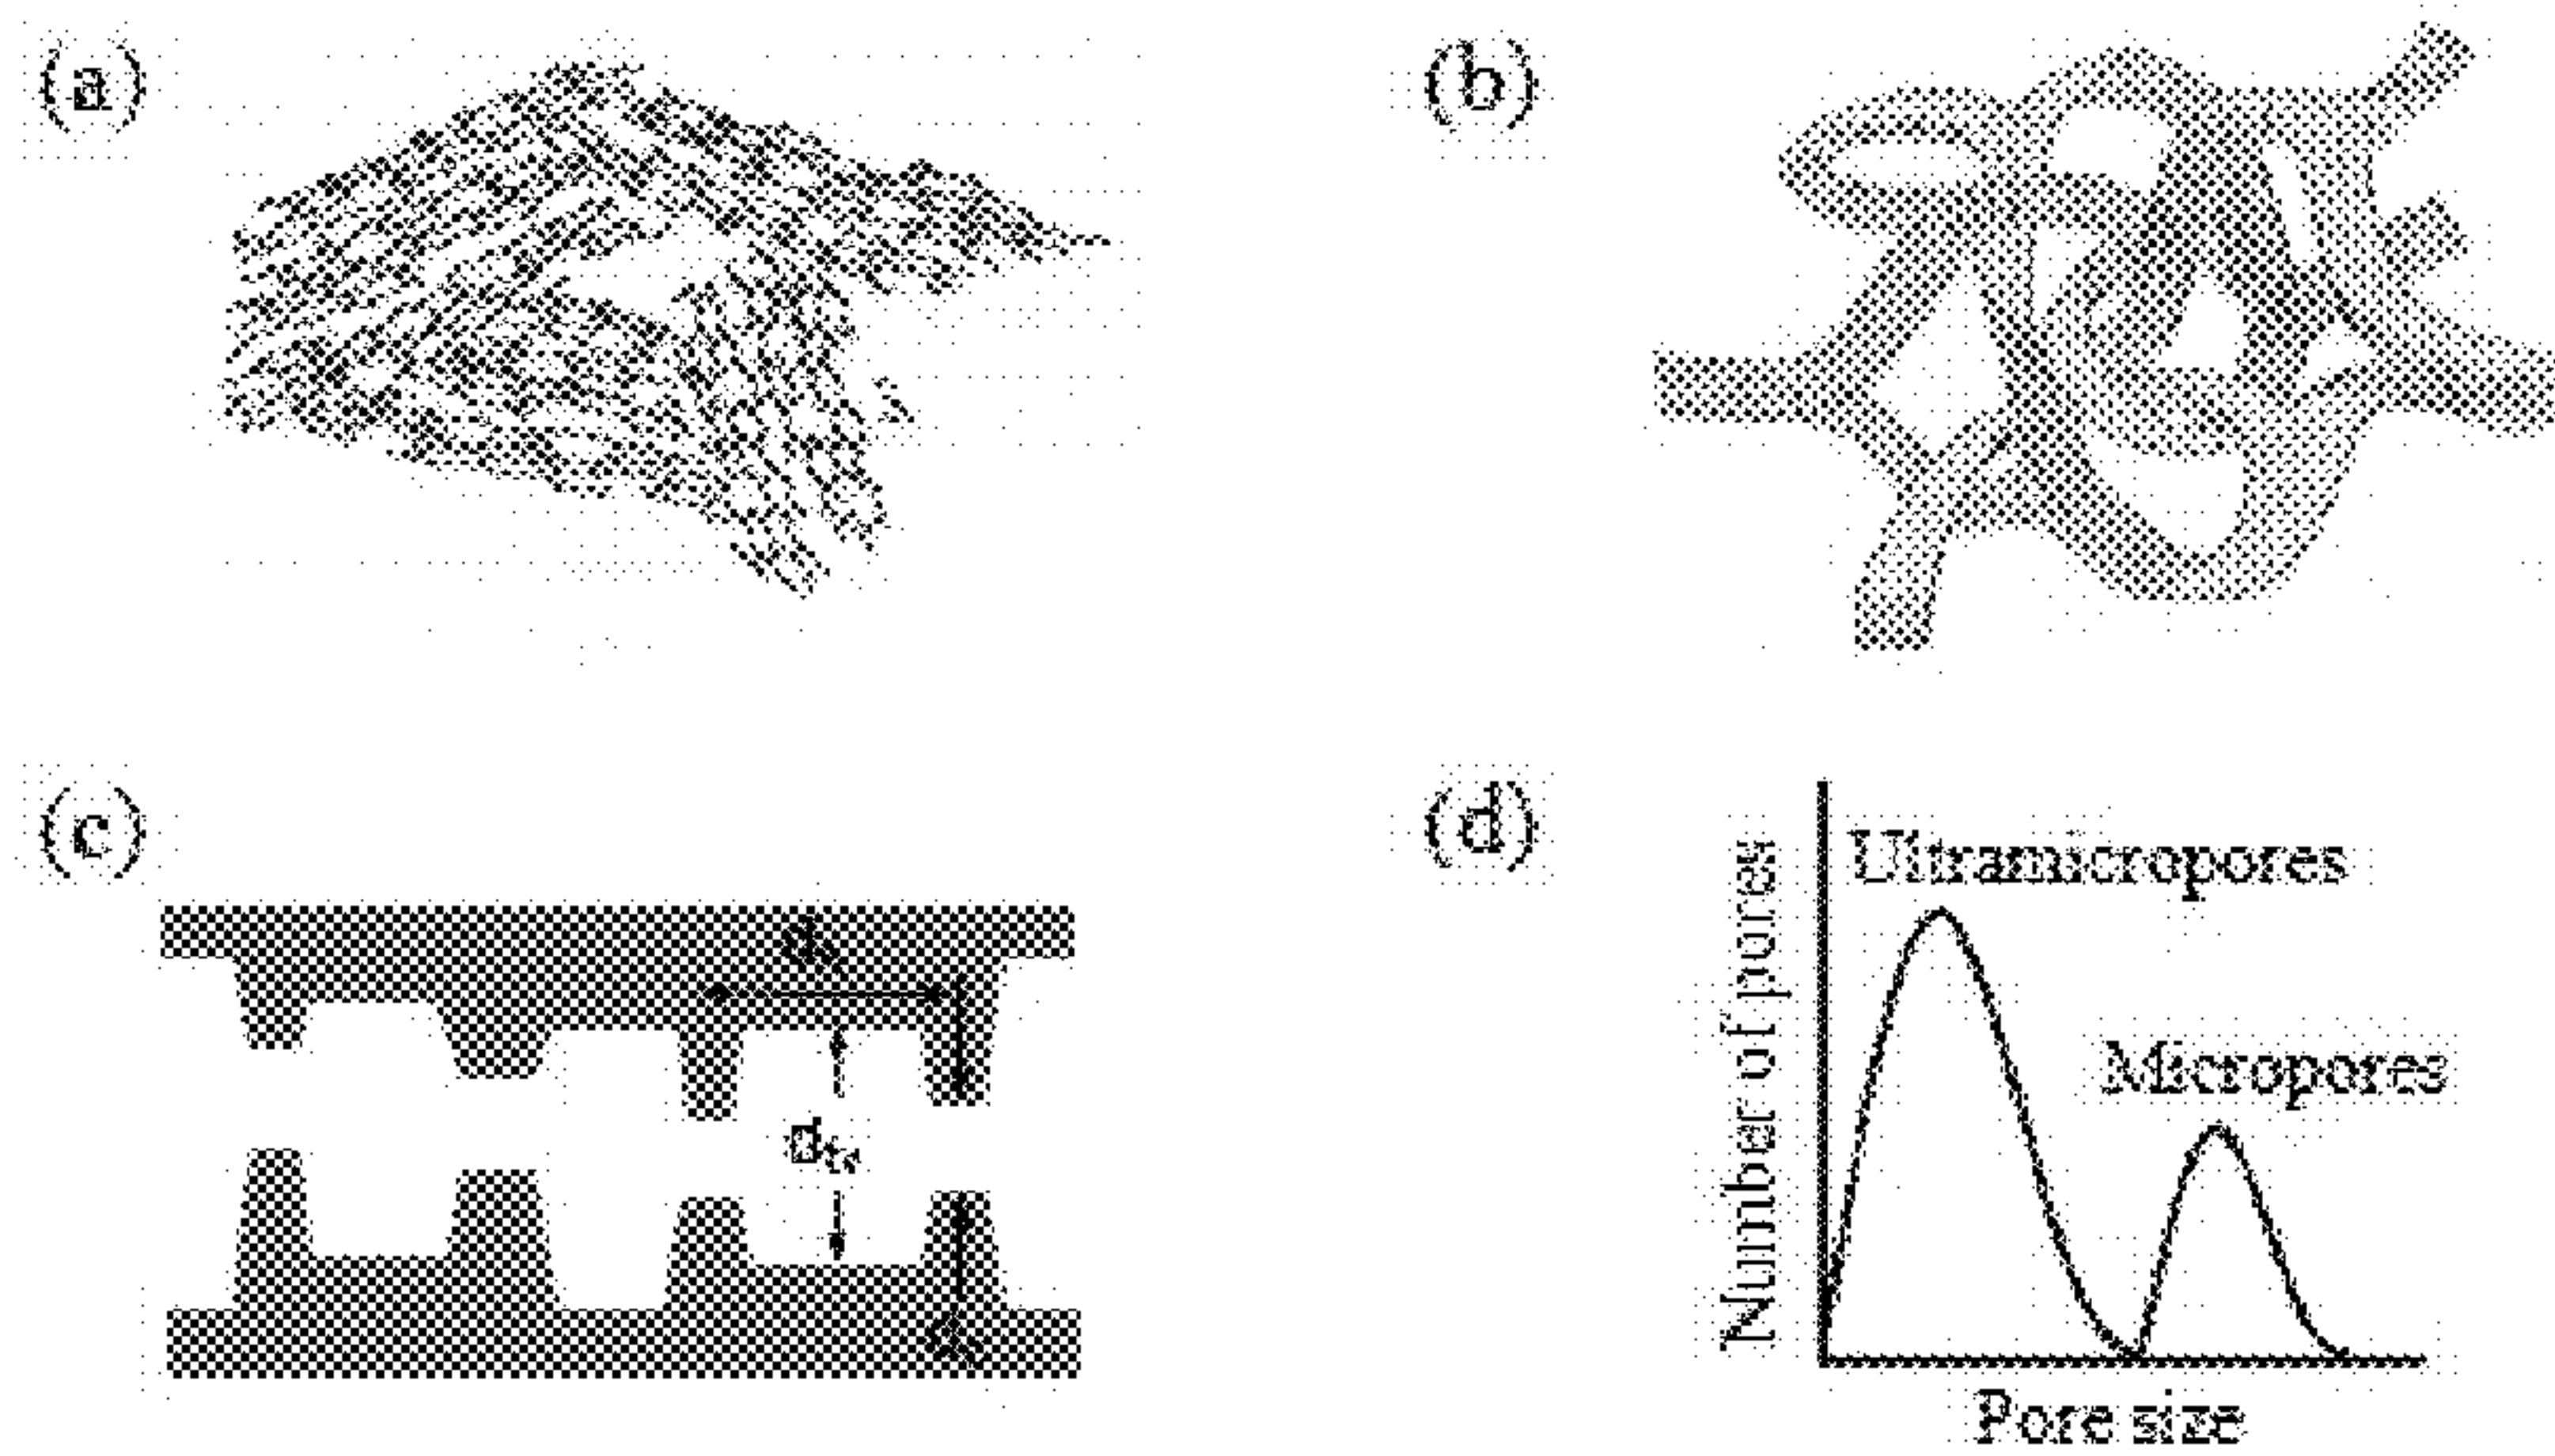 (a)
(b)
(c)
(d)
Ultramicropores
Micropores
Number of pores
Pore size